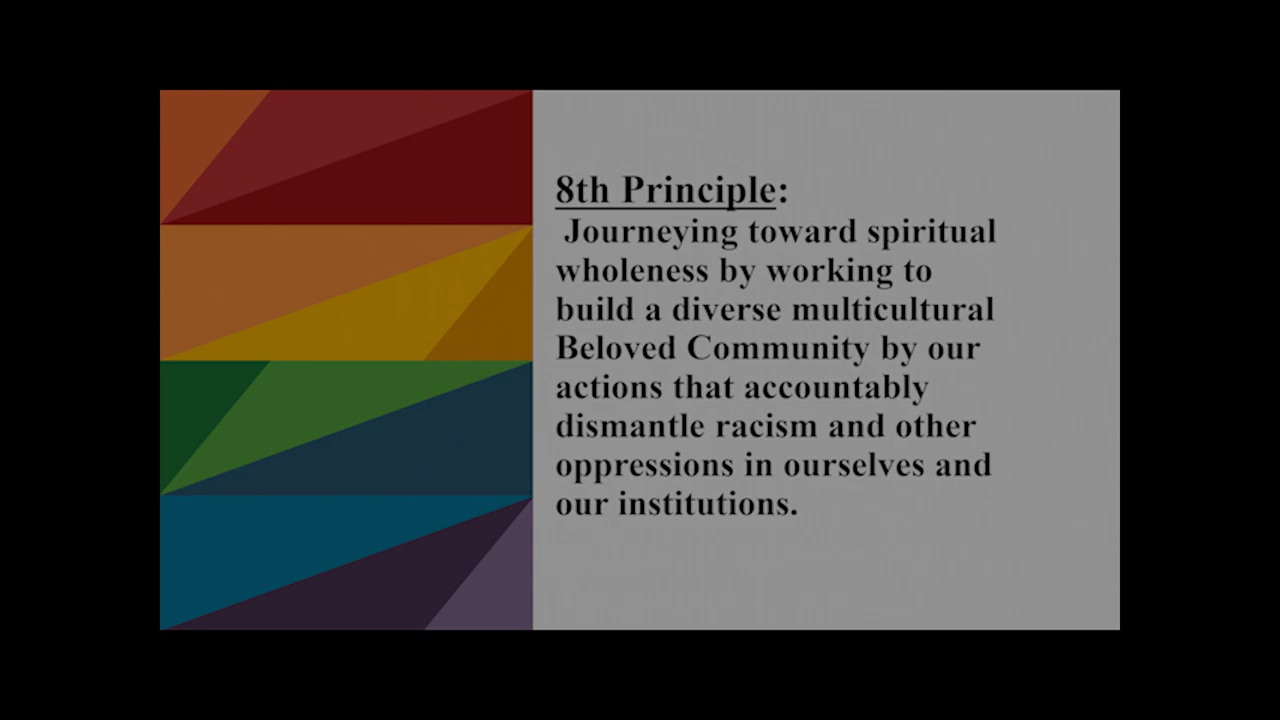 8th Principle:
Journeying toward spiritual
wholeness by working to
build a diverse multicultural
Beloved Community by our
actions that accountably
dismantle racism and other
oppressions in ourselves and
our institutions.